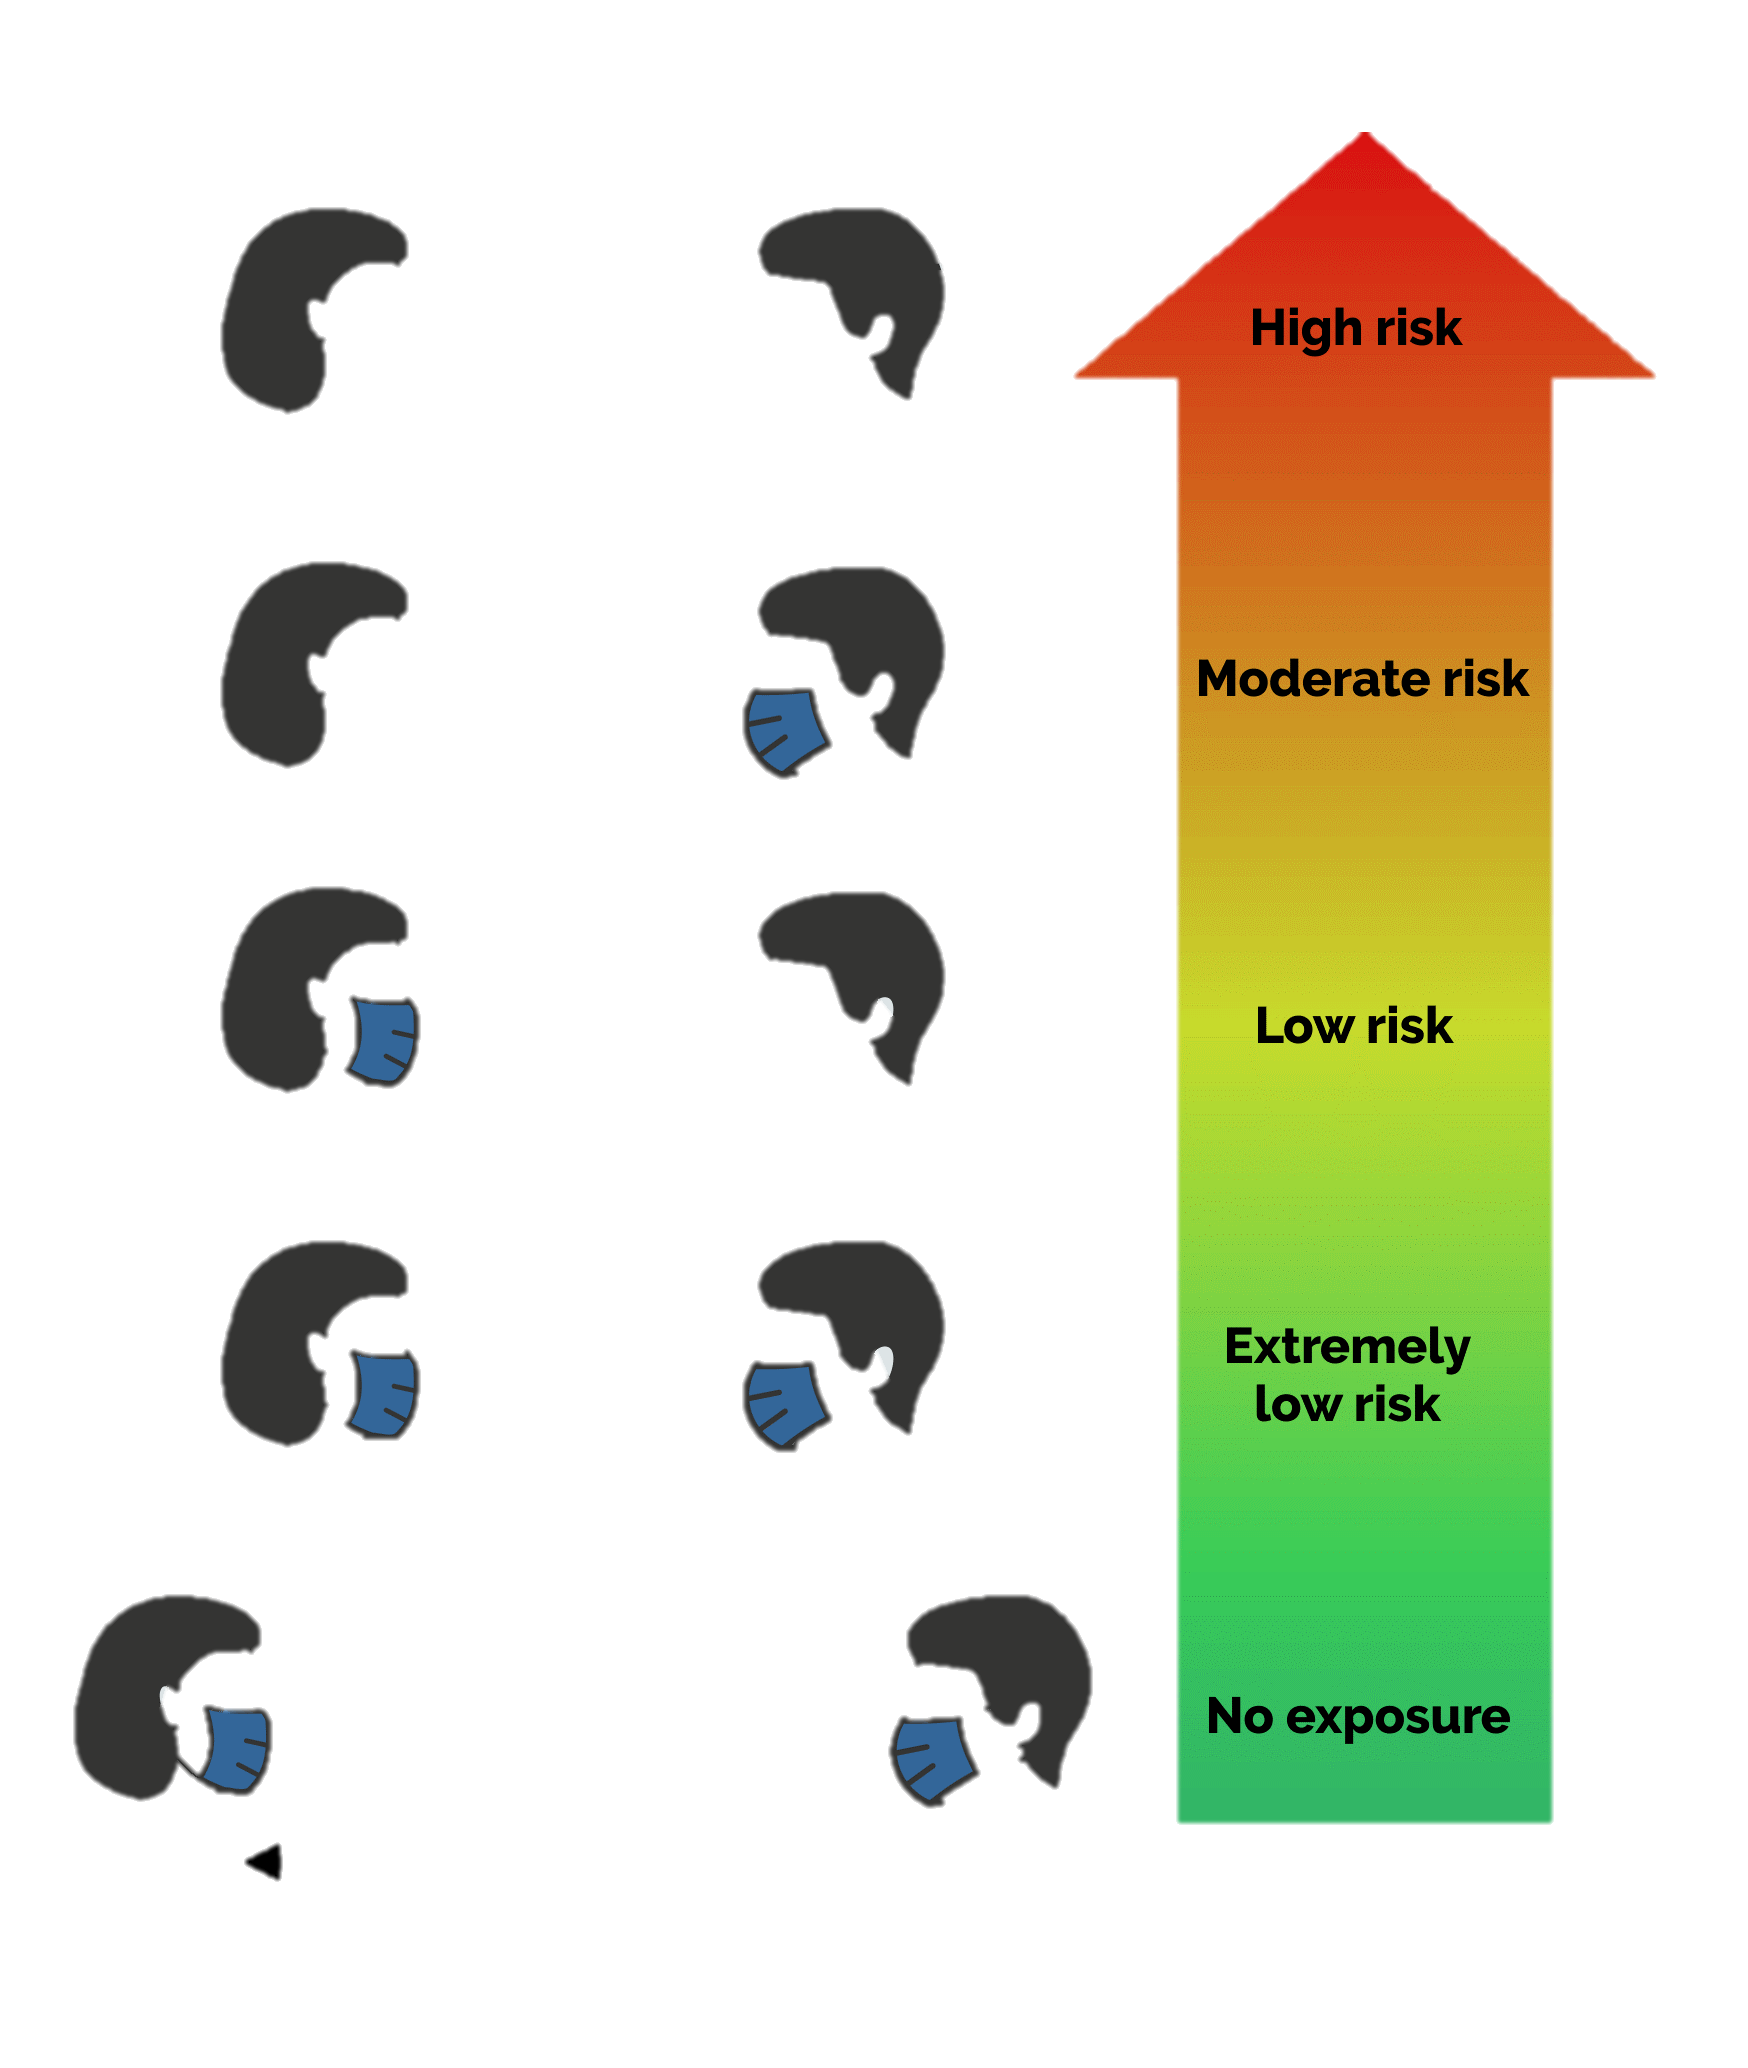 High risk
Moderate risk
Low risk
Extremely
low risk
No exposure